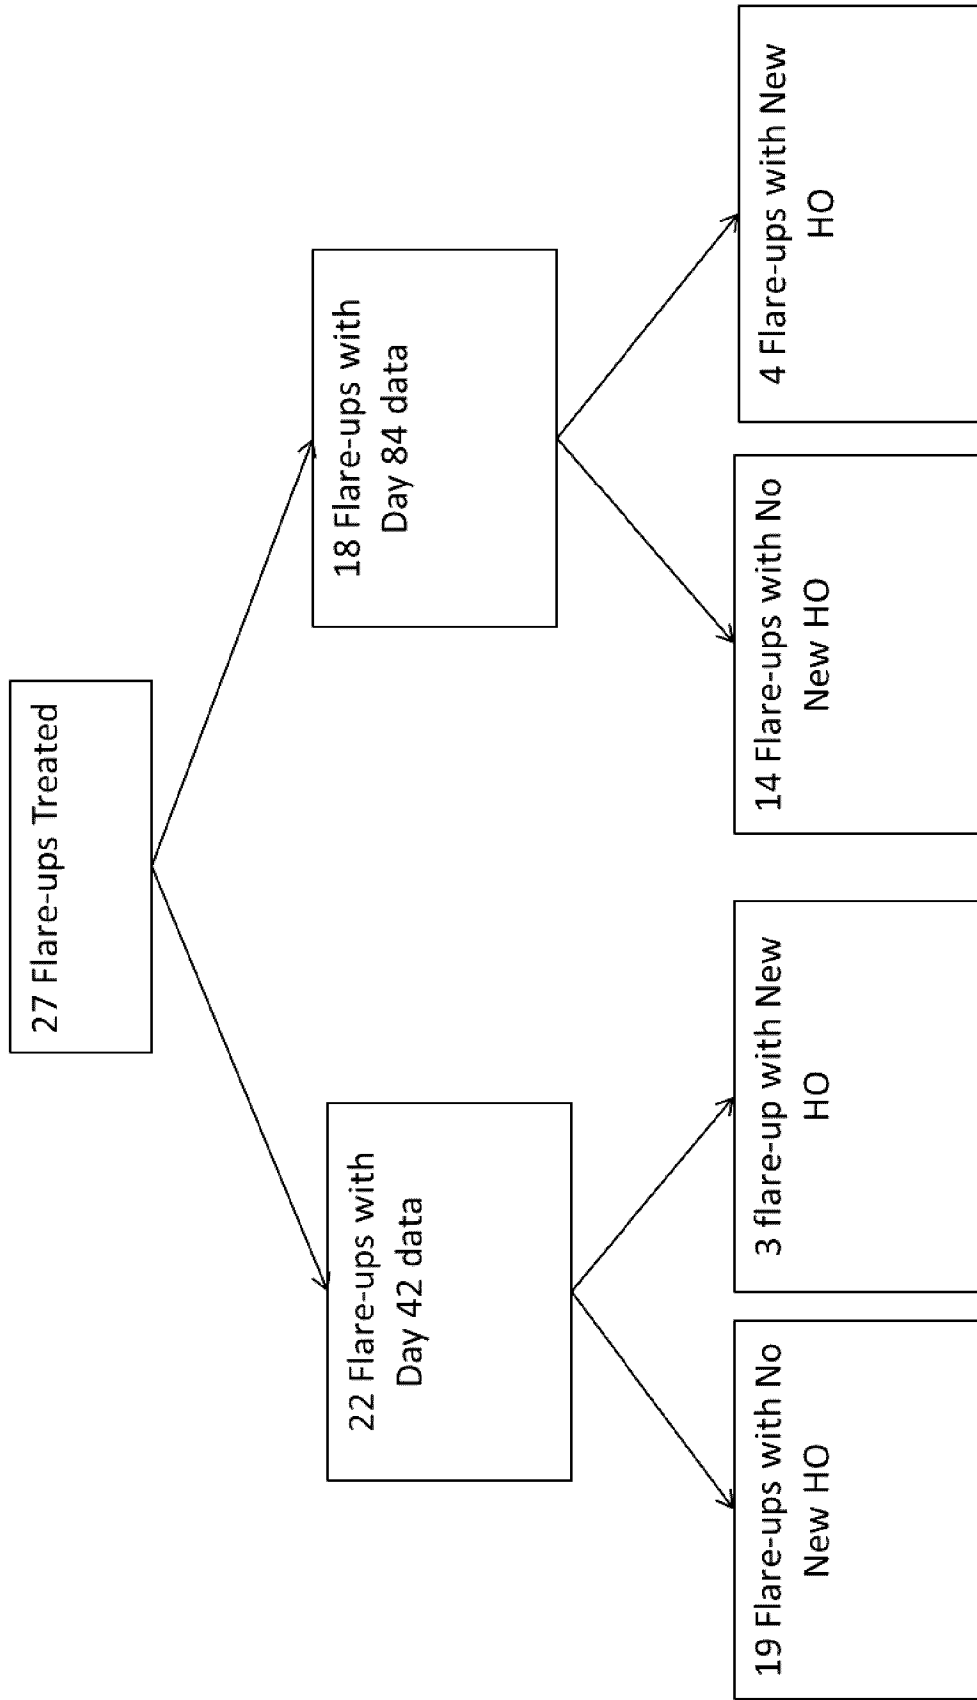 27 Flare-ups Treated
22 Flare-ups with
Day 42 data
18 Flare-ups with
Day 84 data
19 Flare-ups with No
New HO
3 flare-up with New
HO
14 Flare-ups with No
New HO
4 Flare-ups with New
HO